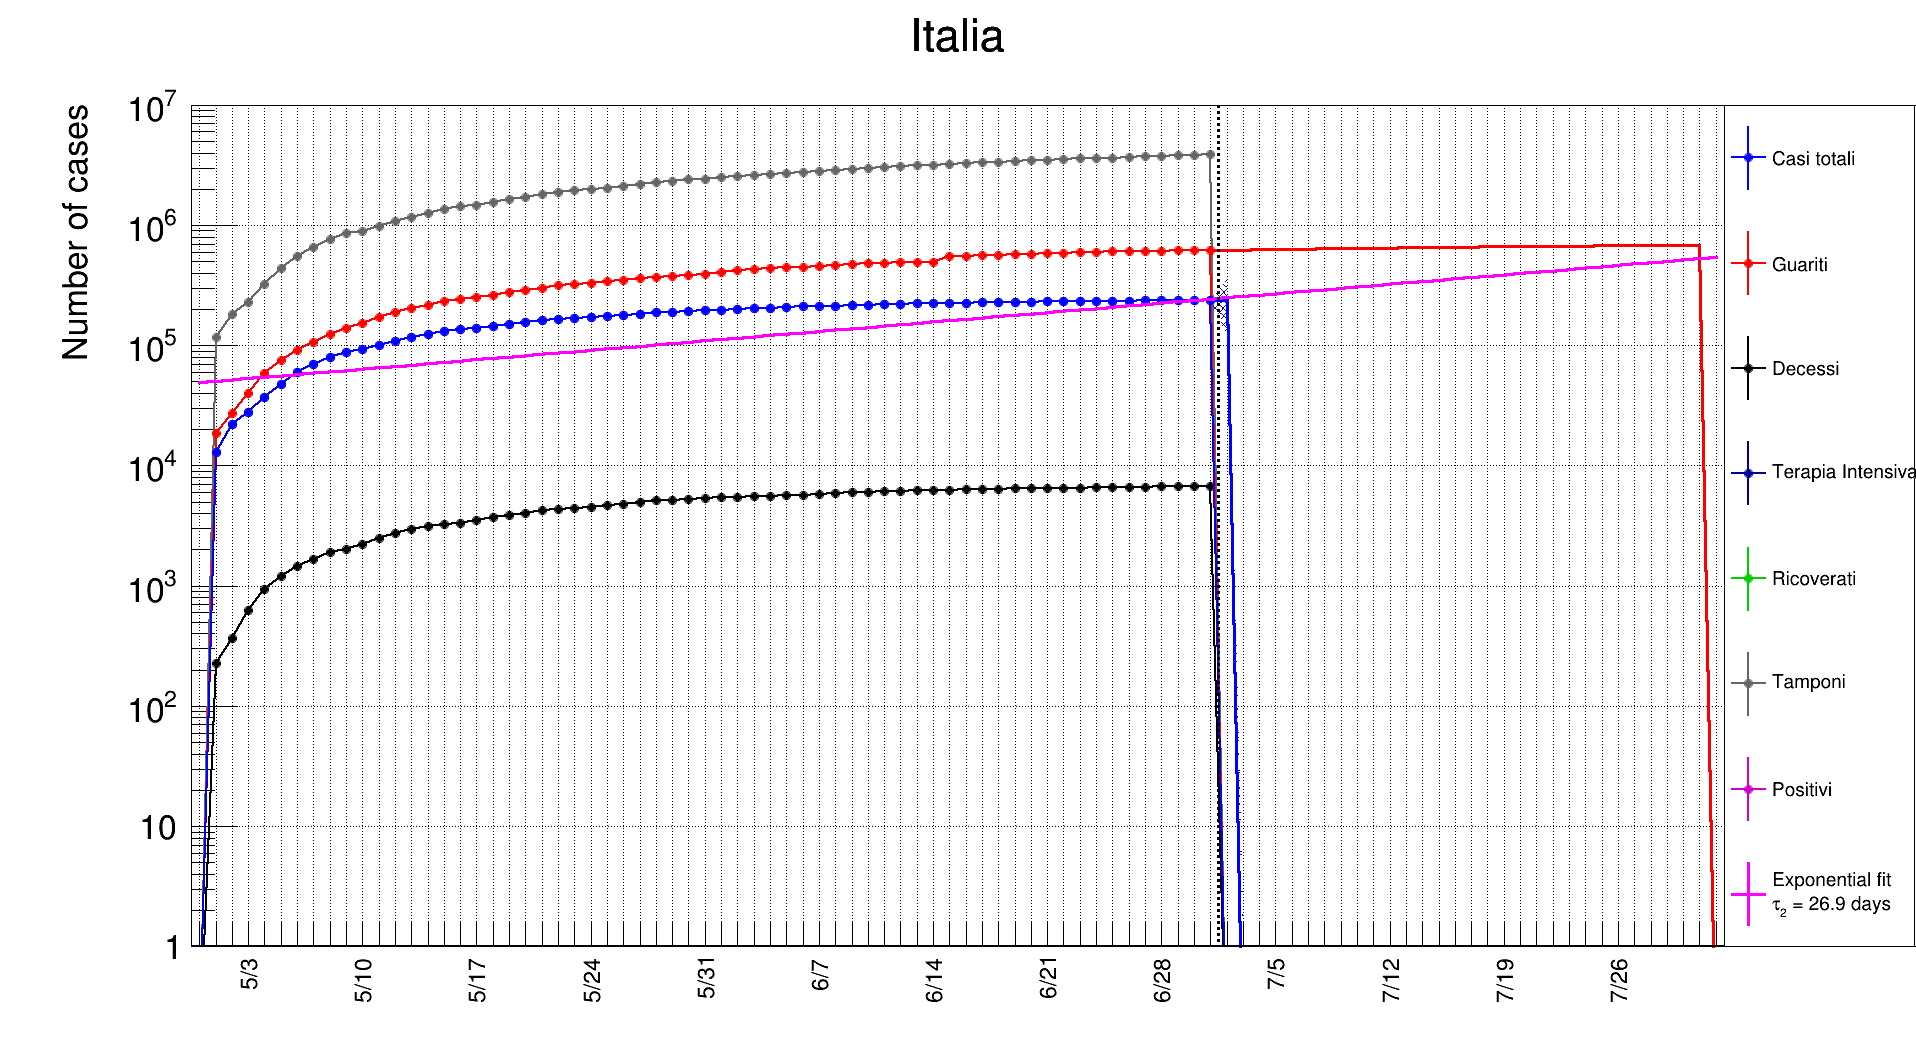 Italia
Number of cases
10^7
10^6
10^5
10^4
10^3
10^2
10
1
5/3
5/10
5/17
5/24
5/31
6/7
6/14
6/21
6/28
7/5
7/12
7/19
7/26
Casi totali
Guariti
Decessi
Terapia Intensiva
Ricoverati
Tamponi
Positivi
Exponential fit
τ_2 = 26.9 days